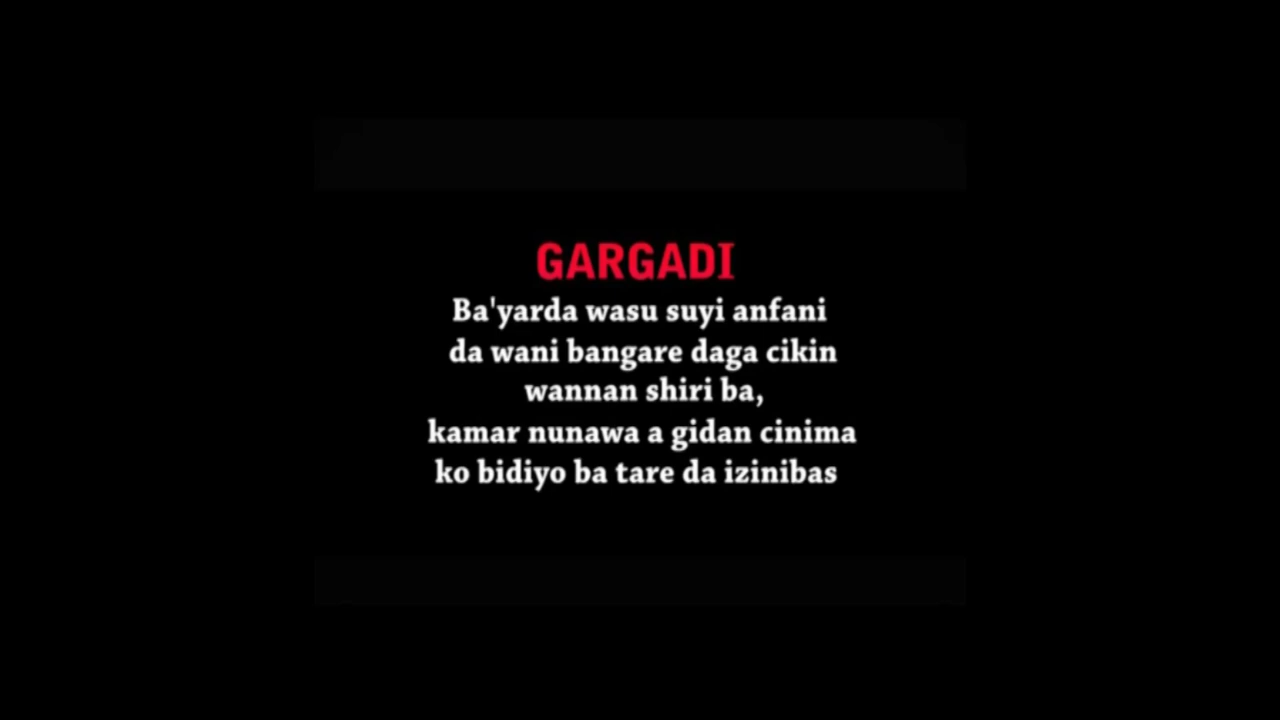 GARGADI
Ba'yarda wasu suyi anfani
da wani bangare daga cikin
wannan shiri ba,
kamar nunawa a gidan cinima
ko bidiyo ba tare da izinibas